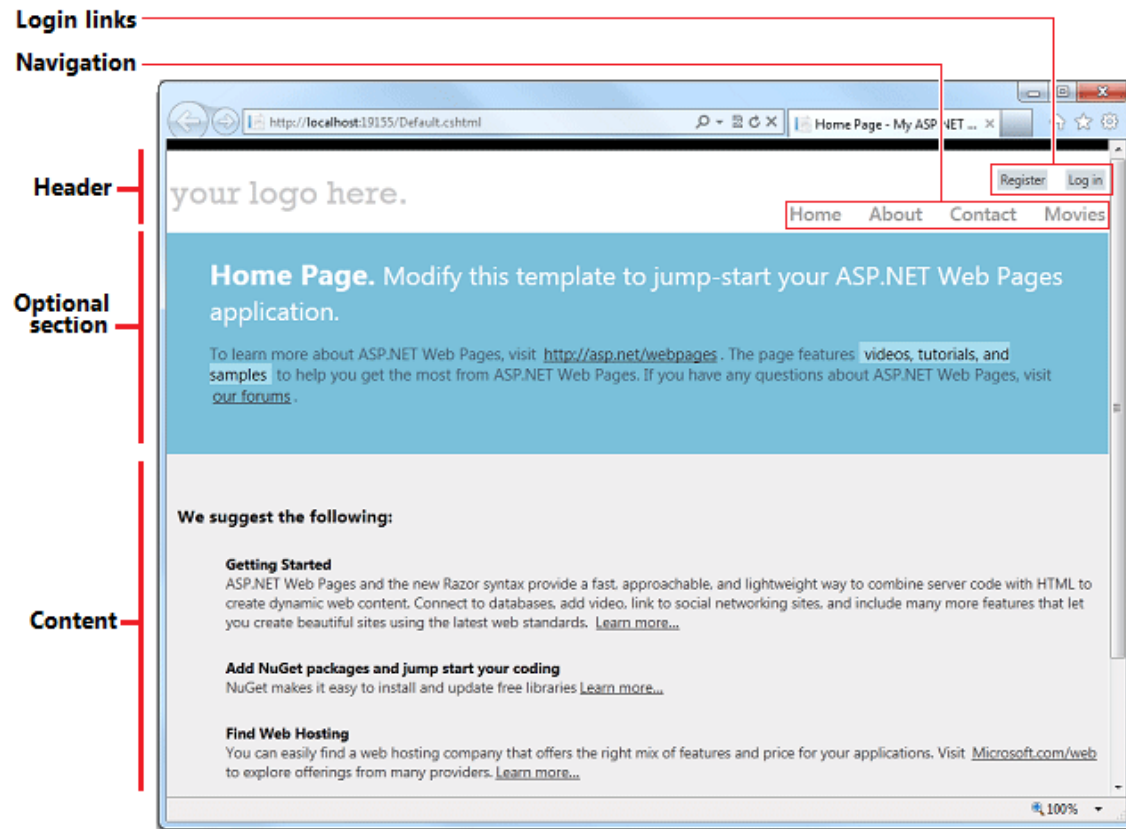 Login links
Navigation
http://localhost:19155/Default.cshtml
Home Page - My ASP.NET ...
Header
Register Log in
your logo here.
Home About Contact Movies
Optional
section
Home Page. Modify this template to jump-start your ASP.NET Web Pages
application.
To learn more about ASP.NET Web Pages, visit http://asp.net/webpages . The page features videos, tutorials, and
samples to help you get the most from ASP.NET Web Pages. If you have any questions about ASP.NET Web Pages, visit
our forums .
Content
We suggest the following:
Getting Started
ASP.NET Web Pages and the new Razor syntax provide a fast, approachable, and lightweight way to combine server code with HTML to
create dynamic web content. Connect to databases, add video, link to social networking sites, and include many more features that let
you create beautiful sites using the latest web standards. Learn more...
Add NuGet packages and jump start your coding
NuGet makes it easy to install and update free libraries Learn more...
Find Web Hosting
You can easily find a web hosting company that offers the right mix of features and price for your applications. Visit Microsoft.com/web
to explore offerings from many providers. Learn more...
100%